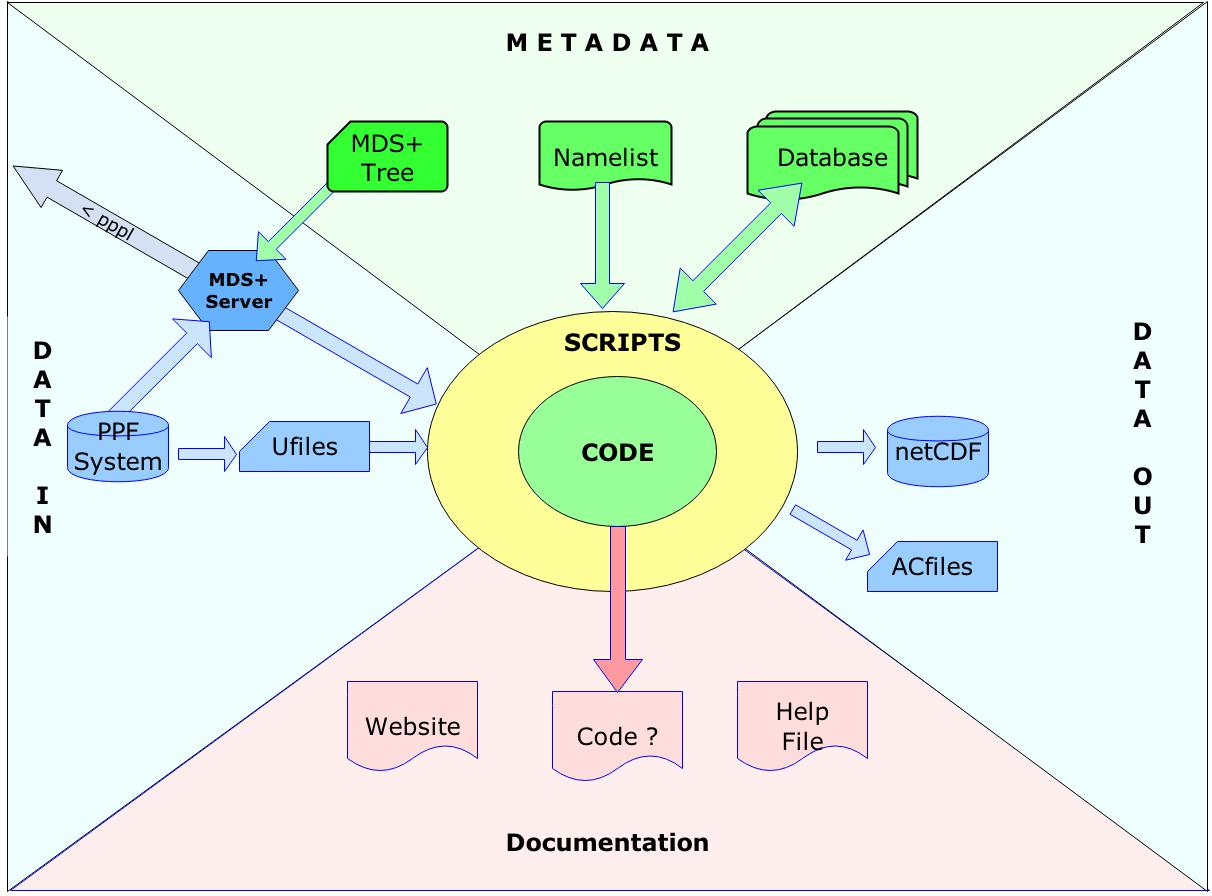 M E T A D A T A
MDS+
Tree
Namelist
Database
< pppl
MDS+
Server
D
A
T
A
I
N
PPF
System
Ufiles
SCRIPTS
CODE
netCDF
ACfiles
D
A
T
A
O
U
T
Website
Code ?
Help
File
Documentation